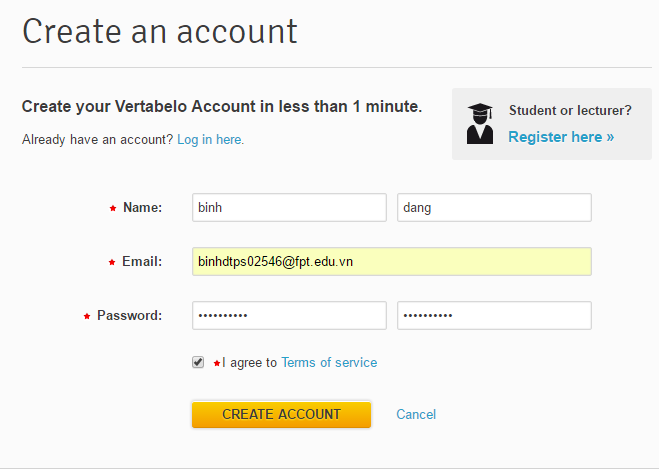 Create an account
Create your Vertabelo Account in less than 1 minute.
Already have an account? Log in here.
Student or lecturer?
Register here »
* Name: binh dang
* Email: binhdtps02546@fpt.edu.vn
* Password: •••••••••• ••••••••••
*I agree to Terms of service
CREATE ACCOUNT Cancel